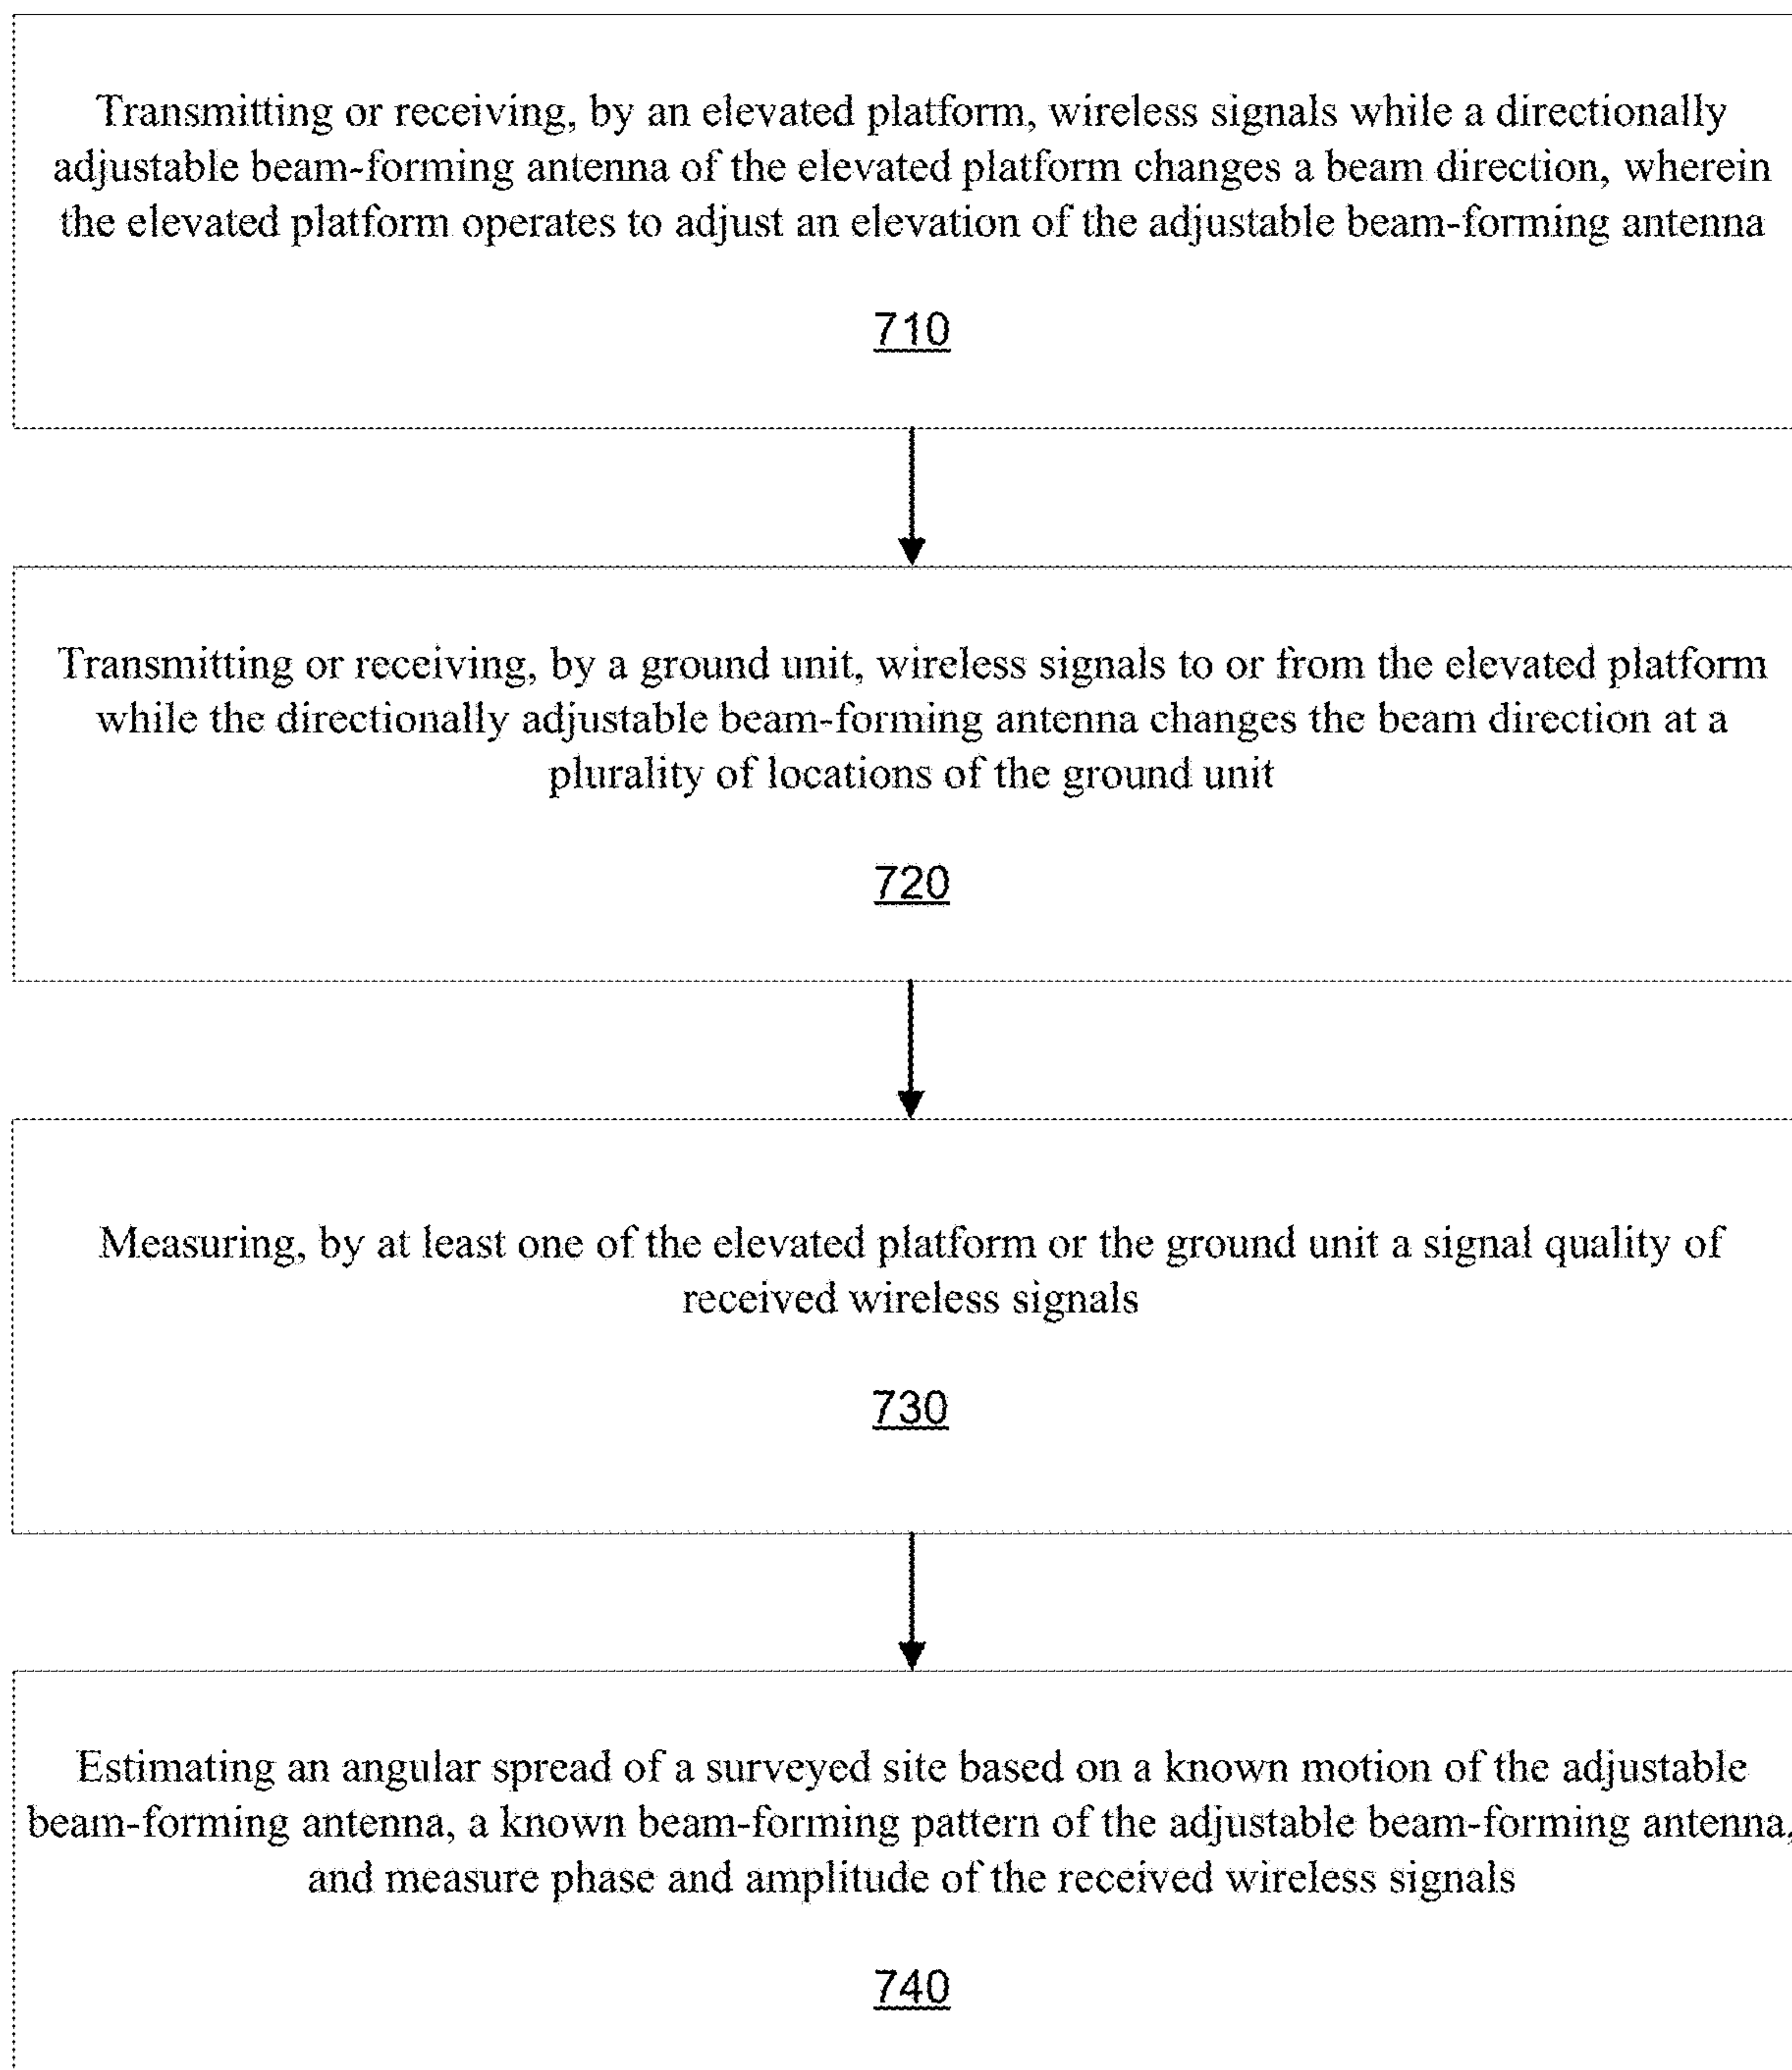 Transmitting or receiving, by an elevated platform, wireless signals while a directionally
adjustable beam-forming antenna of the elevated platform changes a beam direction, wherein
the elevated platform operates to adjust an elevation of the adjustable beam-forming antenna
710
Transmitting or receiving, by a ground unit, wireless signals to or from the elevated platform
while the directionally adjustable beam-forming antenna changes the beam direction at a
plurality of locations of the ground unit
720
Measuring, by at least one of the elevated platform or the ground unit a signal quality of
received wireless signals
730
Estimating an angular spread of a surveyed site based on a known motion of the adjustable
beam-forming antenna, a known beam-forming pattern of the adjustable beam-forming antenna,
and measure phase and amplitude of the received wireless signals
740